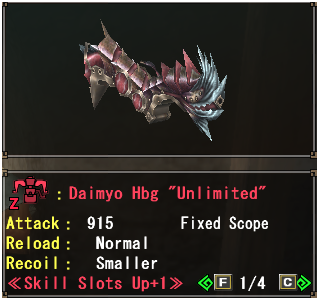 Z : Daimyo Hbg "Unlimited"
Attack : 915 Fixed Scope
Reload : Normal
Recoil : Smaller
≪Skill Slots Up+1≫ F 1/4 C